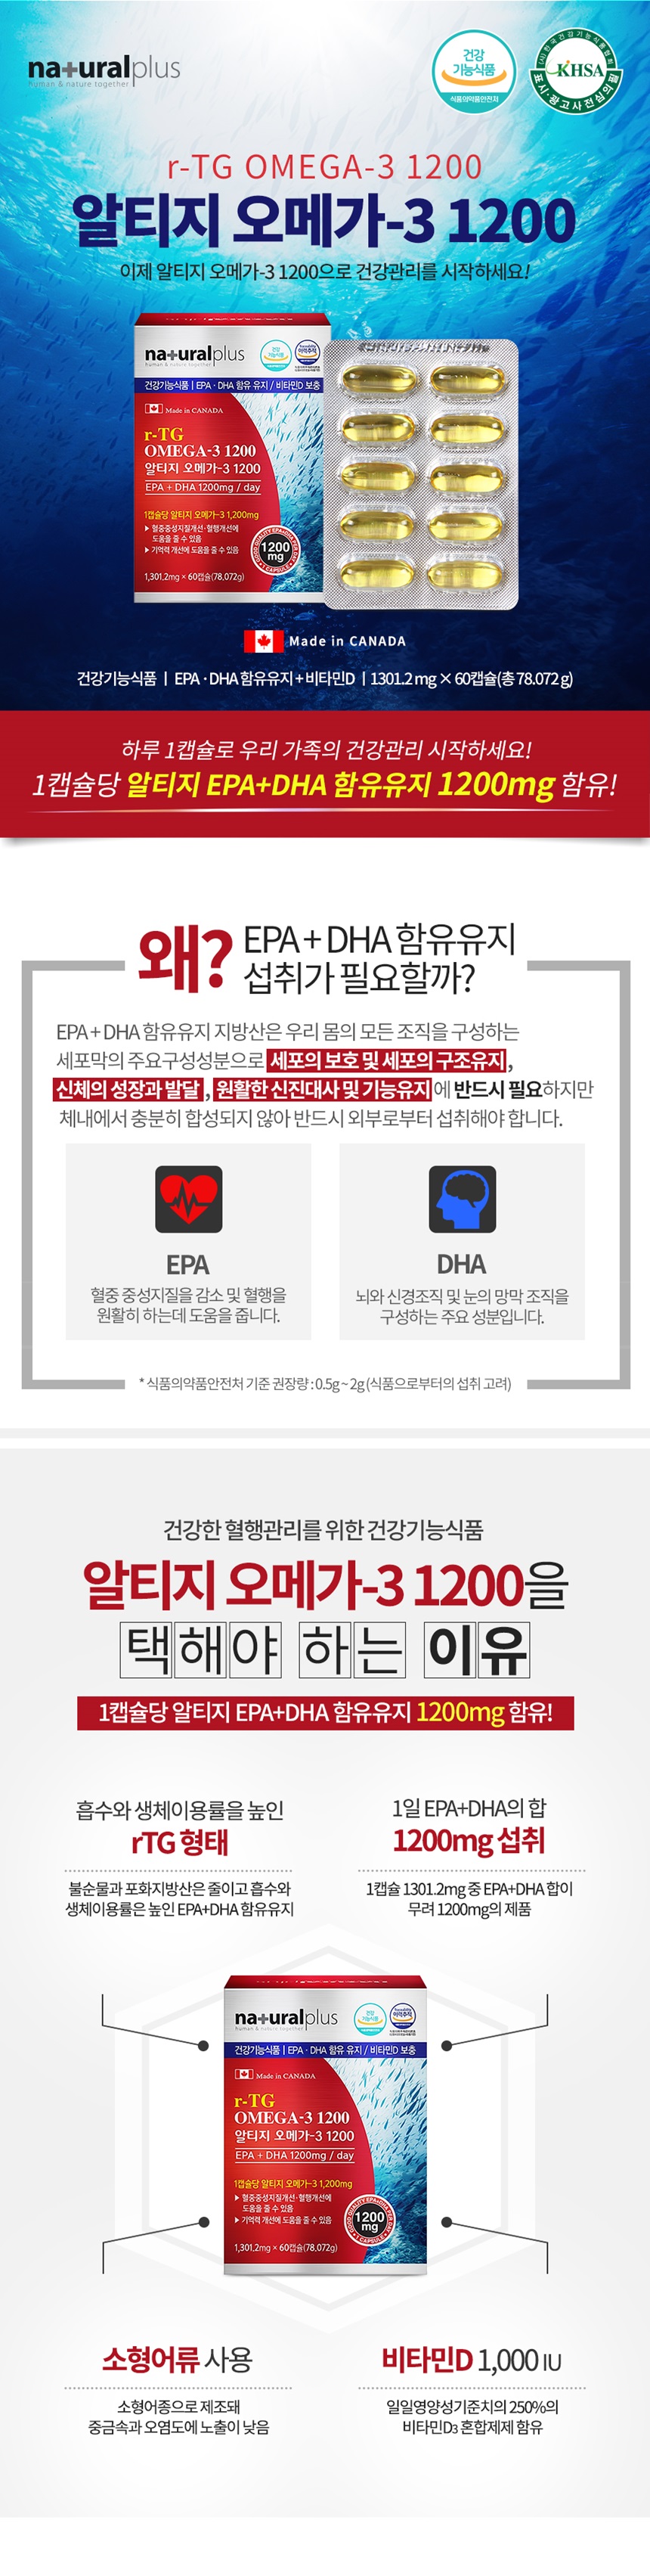 na+uralplus
human & nature together
건강
기능식품
식품의약품안전처
(사)한국건강기능식품협회
KHSA
표시·광고 사전심의필
r-TG OMEGA-3 1200
알티지 오메가-3 1200
이제 알티지 오메가-3 1200으로 건강관리를 시작하세요!
na+uralplus
human & nature together
건강기능식품 | EPA · DHA 함유 유지 / 비타민D 보충
Made in CANADA
r-TG
OMEGA-3 1200
알티지 오메가-3 1200
EPA + DHA 1200mg / day
1캡슐당 알티지 오메가-3 1,200mg
▶ 혈중중성지질개선·혈행개선에
도움을 줄 수 있음
▶ 기억력 개선에 도움을 줄 수 있음
1200
mg
1,301.2mg × 60캡슐(78,072g)
Made in CANADA
건강기능식품 | EPA · DHA 함유유지 + 비타민D | 1301.2 mg × 60캡슐(총 78.072 g)
하루 1캡슐로 우리 가족의 건강관리 시작하세요!
1캡슐당 알티지 EPA+DHA 함유유지 1200mg 함유!
왜? EPA + DHA 함유유지
섭취가 필요할까?
EPA + DHA 함유유지 지방산은 우리 몸의 모든 조직을 구성하는
세포막의 주요구성성분으로 세포의 보호 및 세포의 구조유지,
신체의 성장과 발달, 원활한 신진대사 및 기능유지에 반드시 필요하지만
체내에서 충분히 합성되지 않아 반드시 외부로부터 섭취해야 합니다.
EPA
혈중 중성지질을 감소 및 혈행을
원활히 하는데 도움을 줍니다.
DHA
뇌와 신경조직 및 눈의 망막 조직을
구성하는 주요 성분입니다.
* 식품의약품안전처 기준 권장량 : 0.5g ~ 2g (식품으로부터의 섭취 고려)
건강한 혈행관리를 위한 건강기능식품
알티지 오메가-3 1200을
택해야 하는 이유
1캡슐당 알티지 EPA+DHA 함유유지 1200mg 함유!
흡수와 생체이용률을 높인
rTG 형태
불순물과 포화지방산은 줄이고 흡수와
생체이용률은 높인 EPA+DHA 함유유지
1일 EPA+DHA의 합
1200mg 섭취
1캡슐 1301.2mg 중 EPA+DHA 합이
무려 1200mg의 제품
na+uralplus
human & nature together
건강기능식품 | EPA · DHA 함유 유지 / 비타민D 보충
Made in CANADA
r-TG
OMEGA-3 1200
알티지 오메가-3 1200
EPA + DHA 1200mg / day
1캡슐당 알티지 오메가-3 1,200mg
▶ 혈중중성지질개선·혈행개선에
도움을 줄 수 있음
▶ 기억력 개선에 도움을 줄 수 있음
1200
mg
1,301.2mg × 60캡슐(78,072g)
소형어류 사용
소형어종으로 제조돼
중금속과 오염도에 노출이 낮음
비타민D 1,000 IU
일일영양성기준치의 250%의
비타민D3 혼합제제 함유